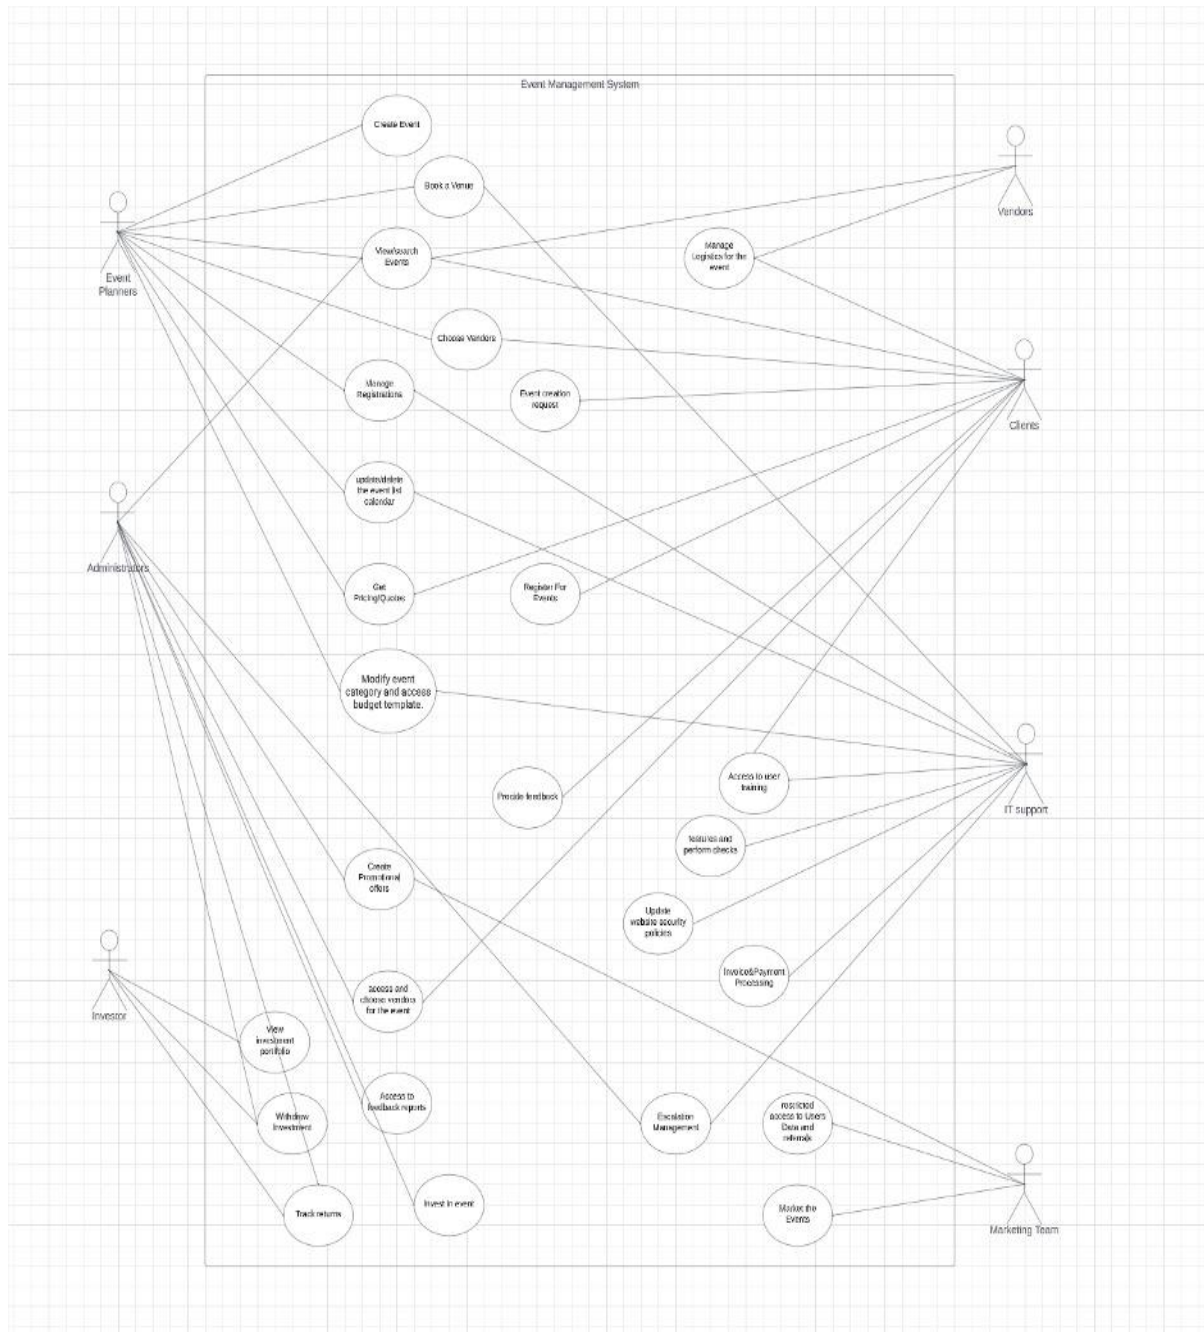 Event Management System
Create Event
Book a Venue
Vendors
View/search
Events
Manage
Logistics for the
event
Event
Planners
Choose Vendors
Manage
Registrations
Event creation
request
Clients
update/delete
the event list
calendar
Administrators
Get
Pricing/Quotes
Register For
Events
Modify event
category and access
budget template.
Access to user
training
Provide feedback
IT support
features and
perform checks
Create
Promotional
offers
Update
website security
policies
Invoice&Payment
Processing
access and
choose vendors
for the event
Investor
View
investment
portfolio
Access to
feedback reports
Withdraw
Investment
Escalation
Management
restricted
access to Users
Data and
referrals
Invest in event
Track returns
Market the
Events
Marketing Team